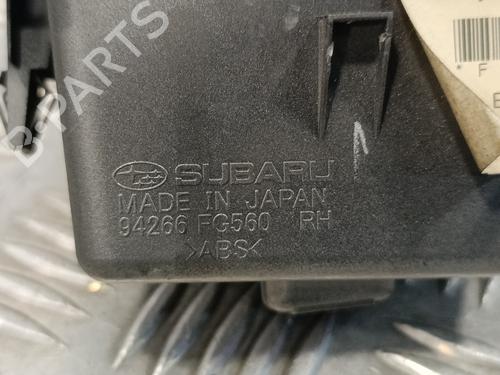 SUBARU
MADE IN JAPAN
94266 FG560 RH
>ABS<
B-PARTS
* F
E